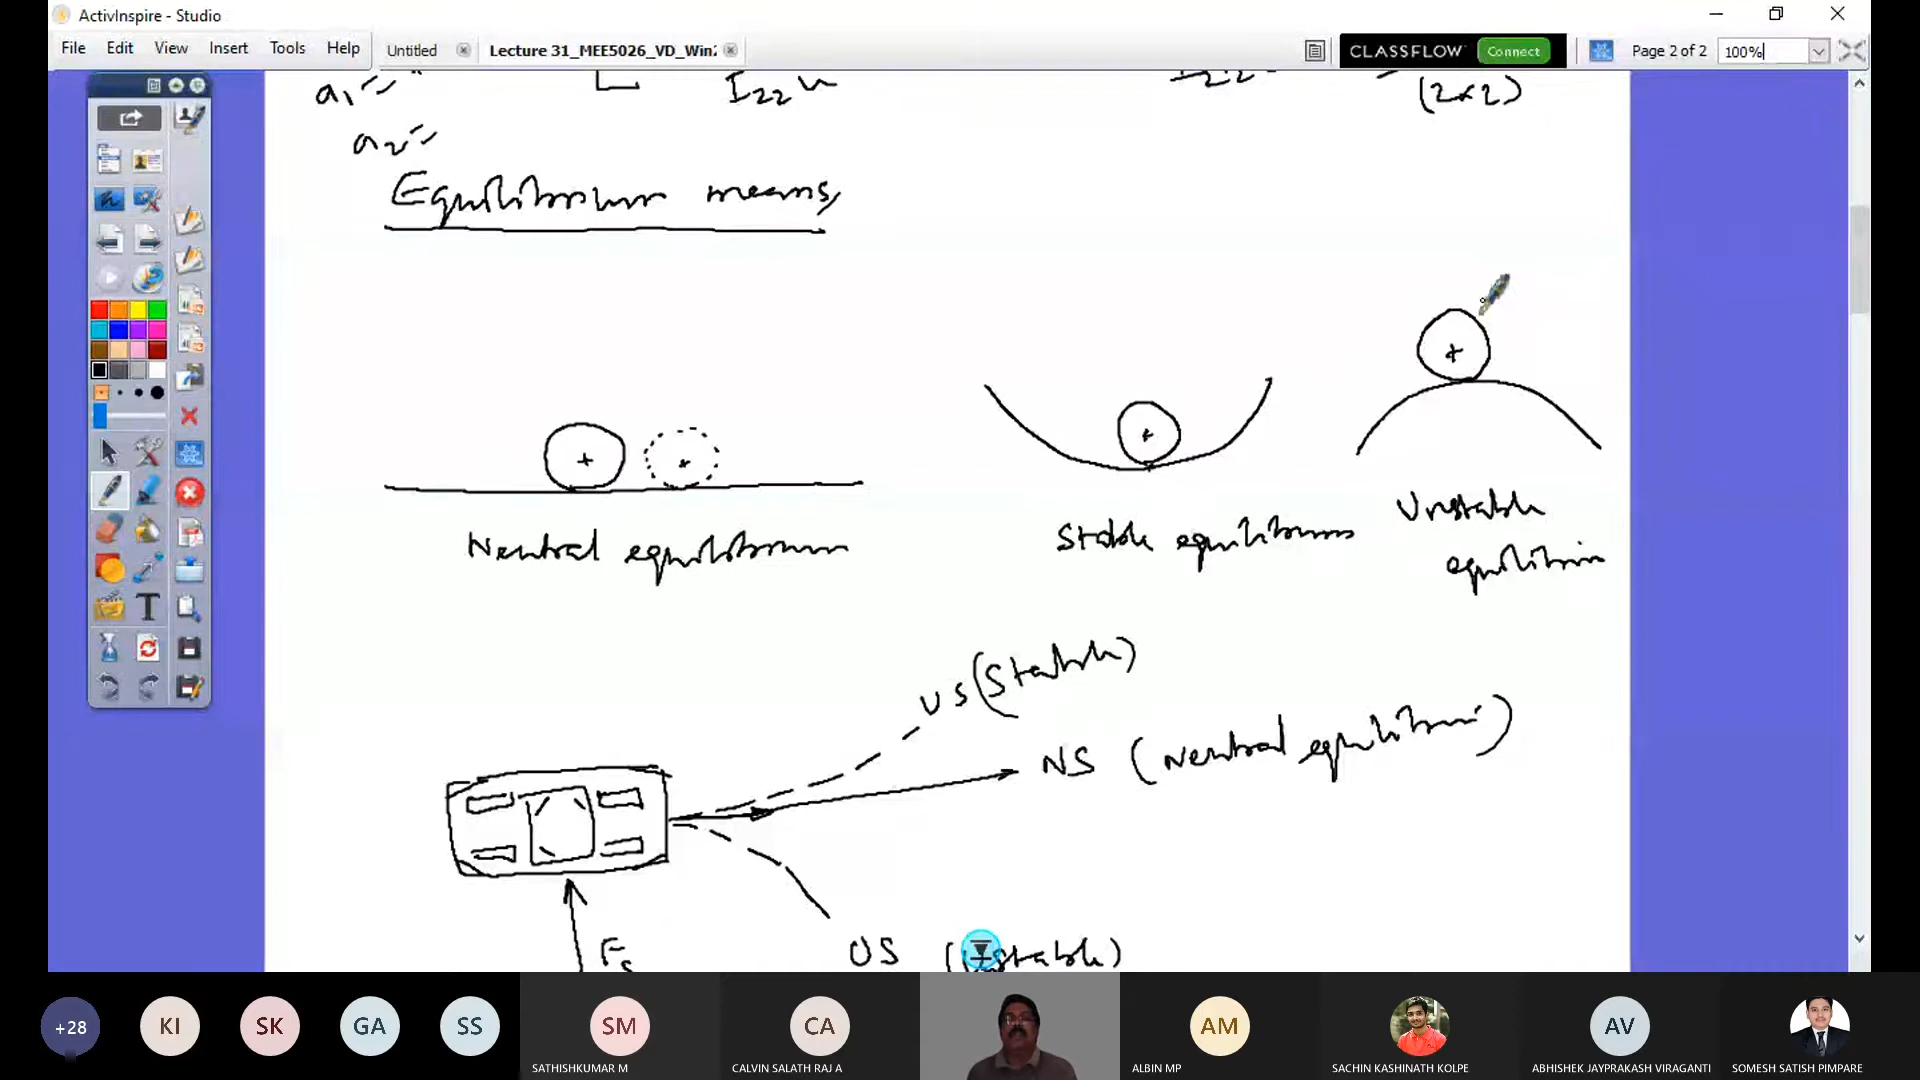 ActivInspire - Studio
File Edit View Insert Tools Help
Untitled
Lecture 31_MEE5026_VD_Win2
CLASSFLOW Connect
Page 2 of 2
100%
a1=
I22
(2x2)
a2=
Equilibrium means,
Neutral equilibrium
Stable equilibrium
Unstable
equilibrium
US (Stable)
NS (Neutral equilibrium)
Fs
OS (Unstable)
+28
KI
SK
GA
SS
SM
CA
AM
AV
SATHISHKUMAR M
CALVIN SALATH RAJ A
ALBIN MP
SACHIN KASHINATH KOLPE
ABHISHEK JAYPRAKASH VIRAGANTI
SOMESH SATISH PIMPARE